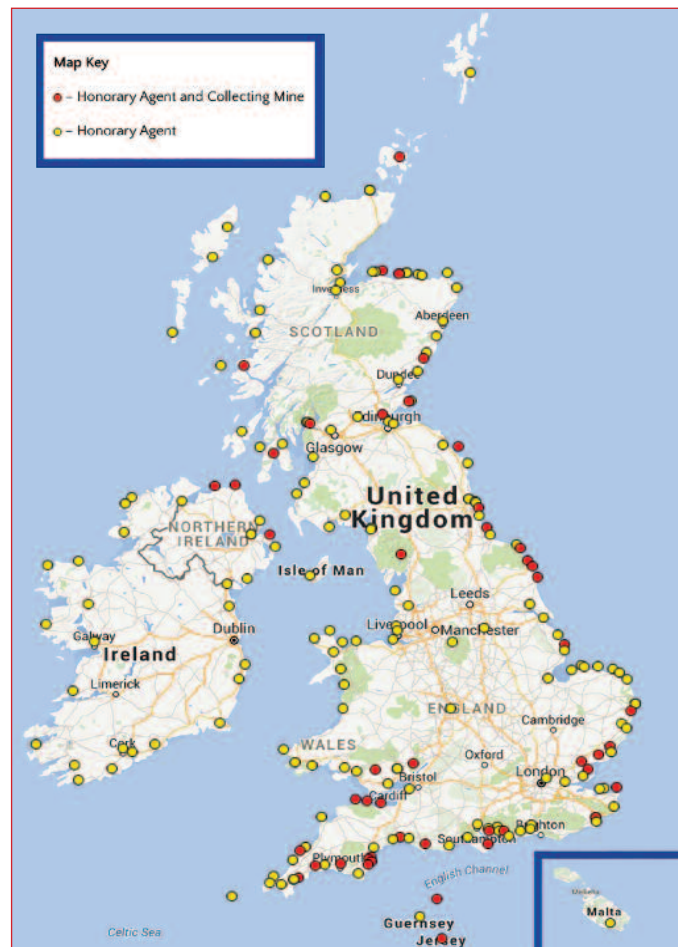 Map Key
– Honorary Agent and Collecting Mine
– Honorary Agent
Inverness
Aberdeen
SCOTLAND
Dundee
Edinburgh
Glasgow
United
Kingdom
NORTHERN
IRELAND
Isle of Man
Leeds
Liverpool
Manchester
Dublin
Galway
Ireland
Limerick
ENGLAND
Cambridge
Cork
WALES
Oxford
London
Bristol
Cardiff
Southampton
Brighton
Plymouth
English Channel
Guernsey
Jersey
Celtic Sea
Malta